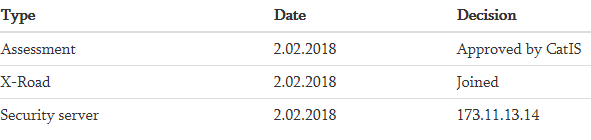 Type Date Decision
Assessment 2.02.2018 Approved by CatIS
X-Road 2.02.2018 Joined
Security server 2.02.2018 173.11.13.14